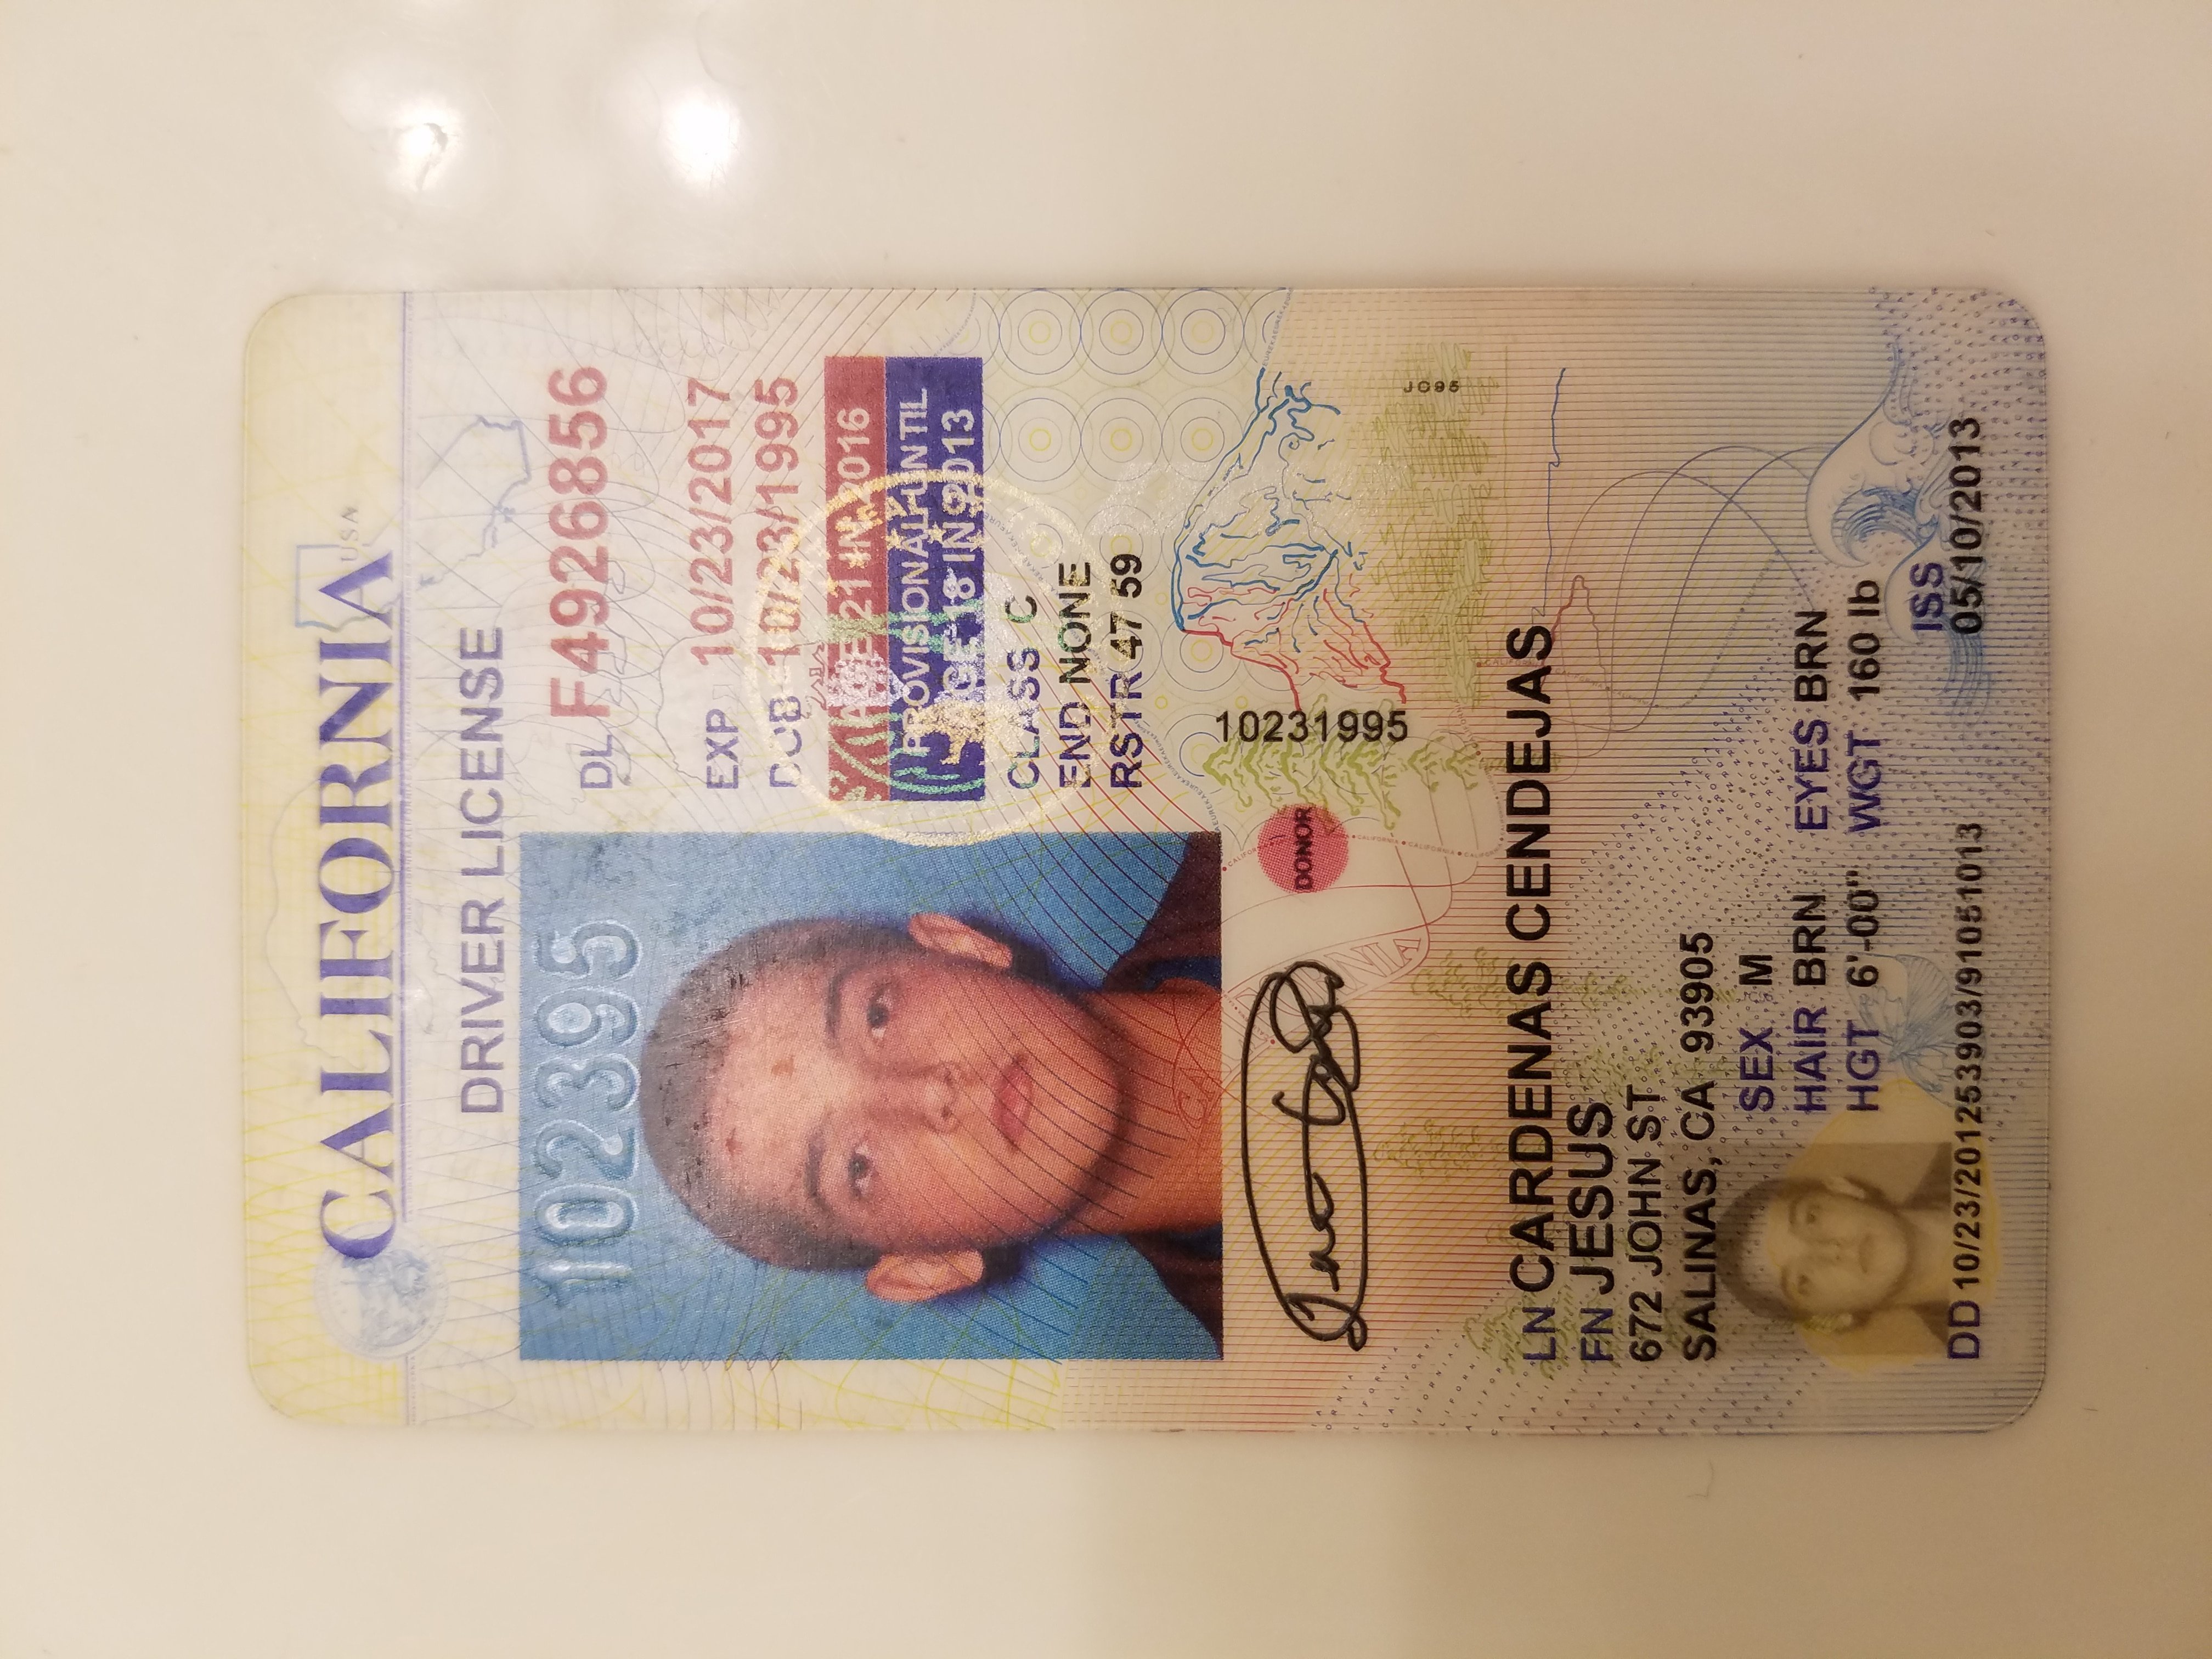 CALIFORNIA
USA
DRIVER LICENSE
DL F4926856
EXP 10/23/2017
DOB 10/23/1995
AGE 21 IN 2016
PROVISIONAL UNTIL
AGE 18 IN 2013
CLASS C
END NONE
RSTR 47 59
102395
10231995
DONOR
JC95
LN CARDENAS CENDEJAS
FN JESUS
672 JOHN ST
SALINAS, CA 93905
SEX M
HAIR BRN EYES BRN
HGT 6'-00" WGT 160 lb
ISS
DD 10/23/201253903/91051013 05/10/2013